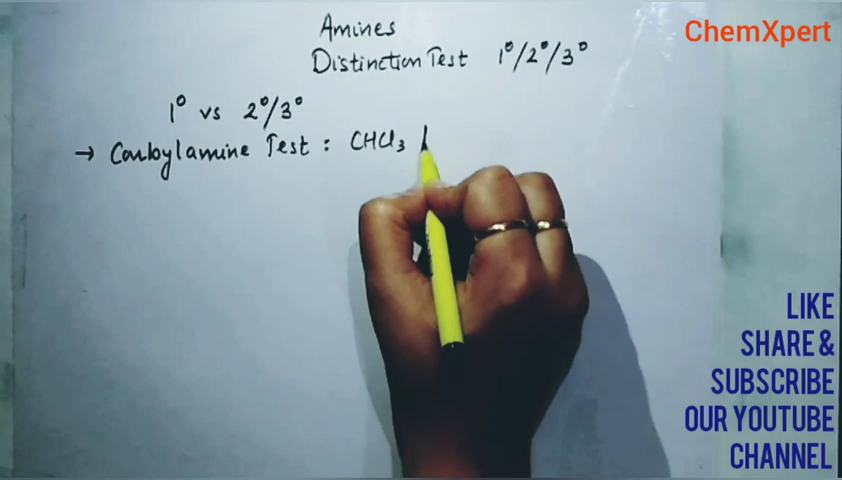 Amines
ChemXpert
Distinction Test 1°/2°/3°
1° vs 2°/3°
→ Carbylamine Test : CHCl₃
LIKE
SHARE &
SUBSCRIBE
OUR YOUTUBE
CHANNEL